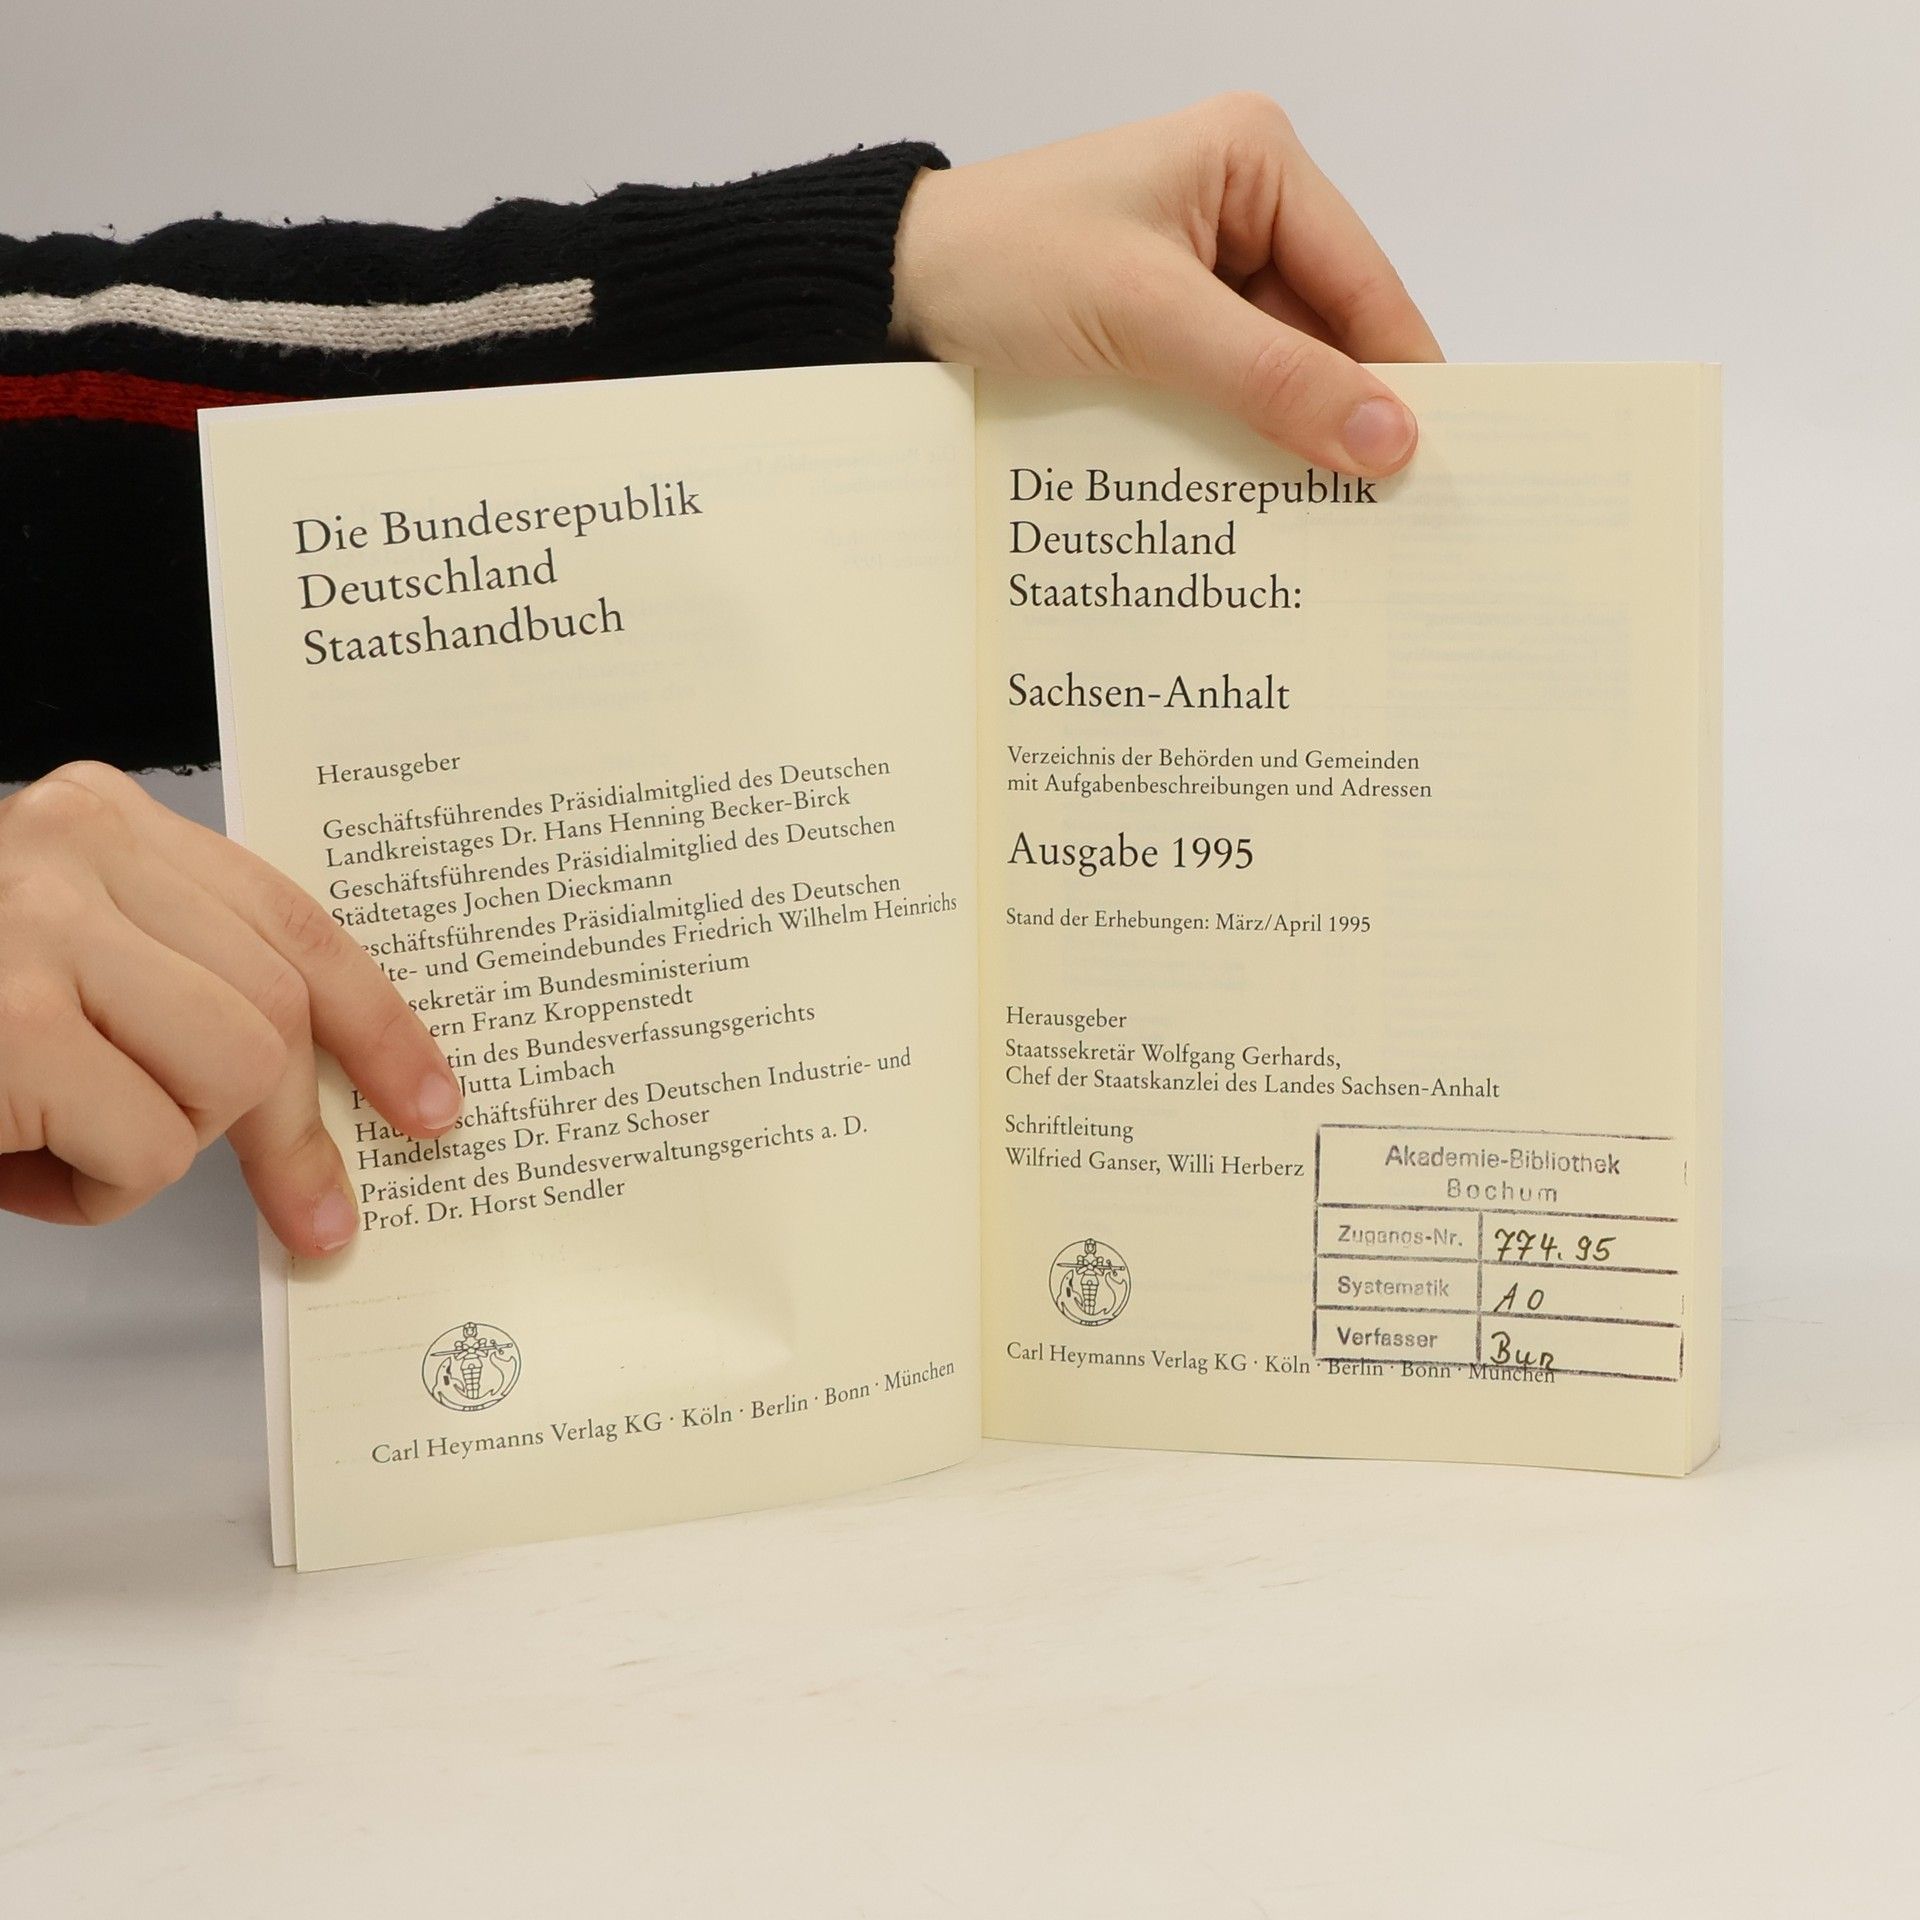 Die Bundesrepublik
Deutschland
Staatshandbuch
Herausgeber
Geschäftsführendes Präsidialmitglied des Deutschen
Landkreistages Dr. Hans Henning Becker-Birck
Geschäftsführendes Präsidialmitglied des Deutschen
Städtetages Jochen Dieckmann
eschäftsführendes Präsidialmitglied des Deutschen
te- und Gemeindebundes Friedrich Wilhelm Heinrichs
sekretär im Bundesministerium
ern Franz Kroppenstedt
tin des Bundesverfassungsgerichts
Jutta Limbach
schäftsführer des Deutschen Industrie- und
Handelstages Dr. Franz Schoser
Präsident des Bundesverwaltungsgerichts a. D.
Prof. Dr. Horst Sendler
Carl Heymanns Verlag KG · Köln · Berlin · Bonn · München
Die Bundesrepublik
Deutschland
Staatshandbuch:
Sachsen-Anhalt
Verzeichnis der Behörden und Gemeinden
mit Aufgabenbeschreibungen und Adressen
Ausgabe 1995
Stand der Erhebungen: März/April 1995
Herausgeber
Staatssekretär Wolfgang Gerhards,
Chef der Staatskanzlei des Landes Sachsen-Anhalt
Schriftleitung
Wilfried Ganser, Willi Herberz
Akademie-Bibliothek
Bochum
Zugangs-Nr. 774.95
Systematik A0
Verfasser Bun
Carl Heymanns Verlag KG · Köln · Berlin · Bonn · München